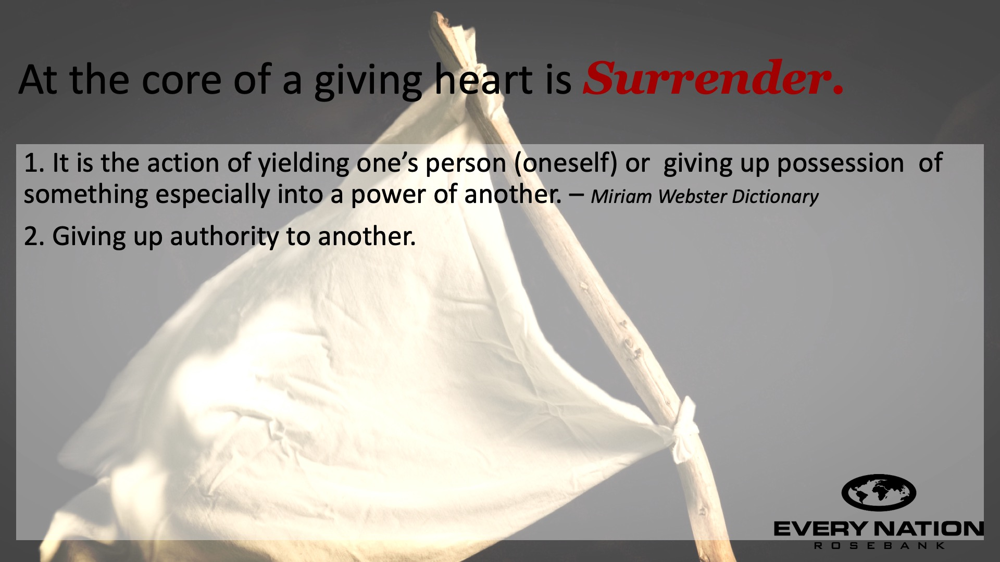 At the core of a giving heart is Surrender.
1. It is the action of yielding one’s person (oneself) or  giving up possession  of
something especially into a power of another. – Miriam Webster Dictionary
2. Giving up authority to another.
EVERY NATION
ROSEBANK